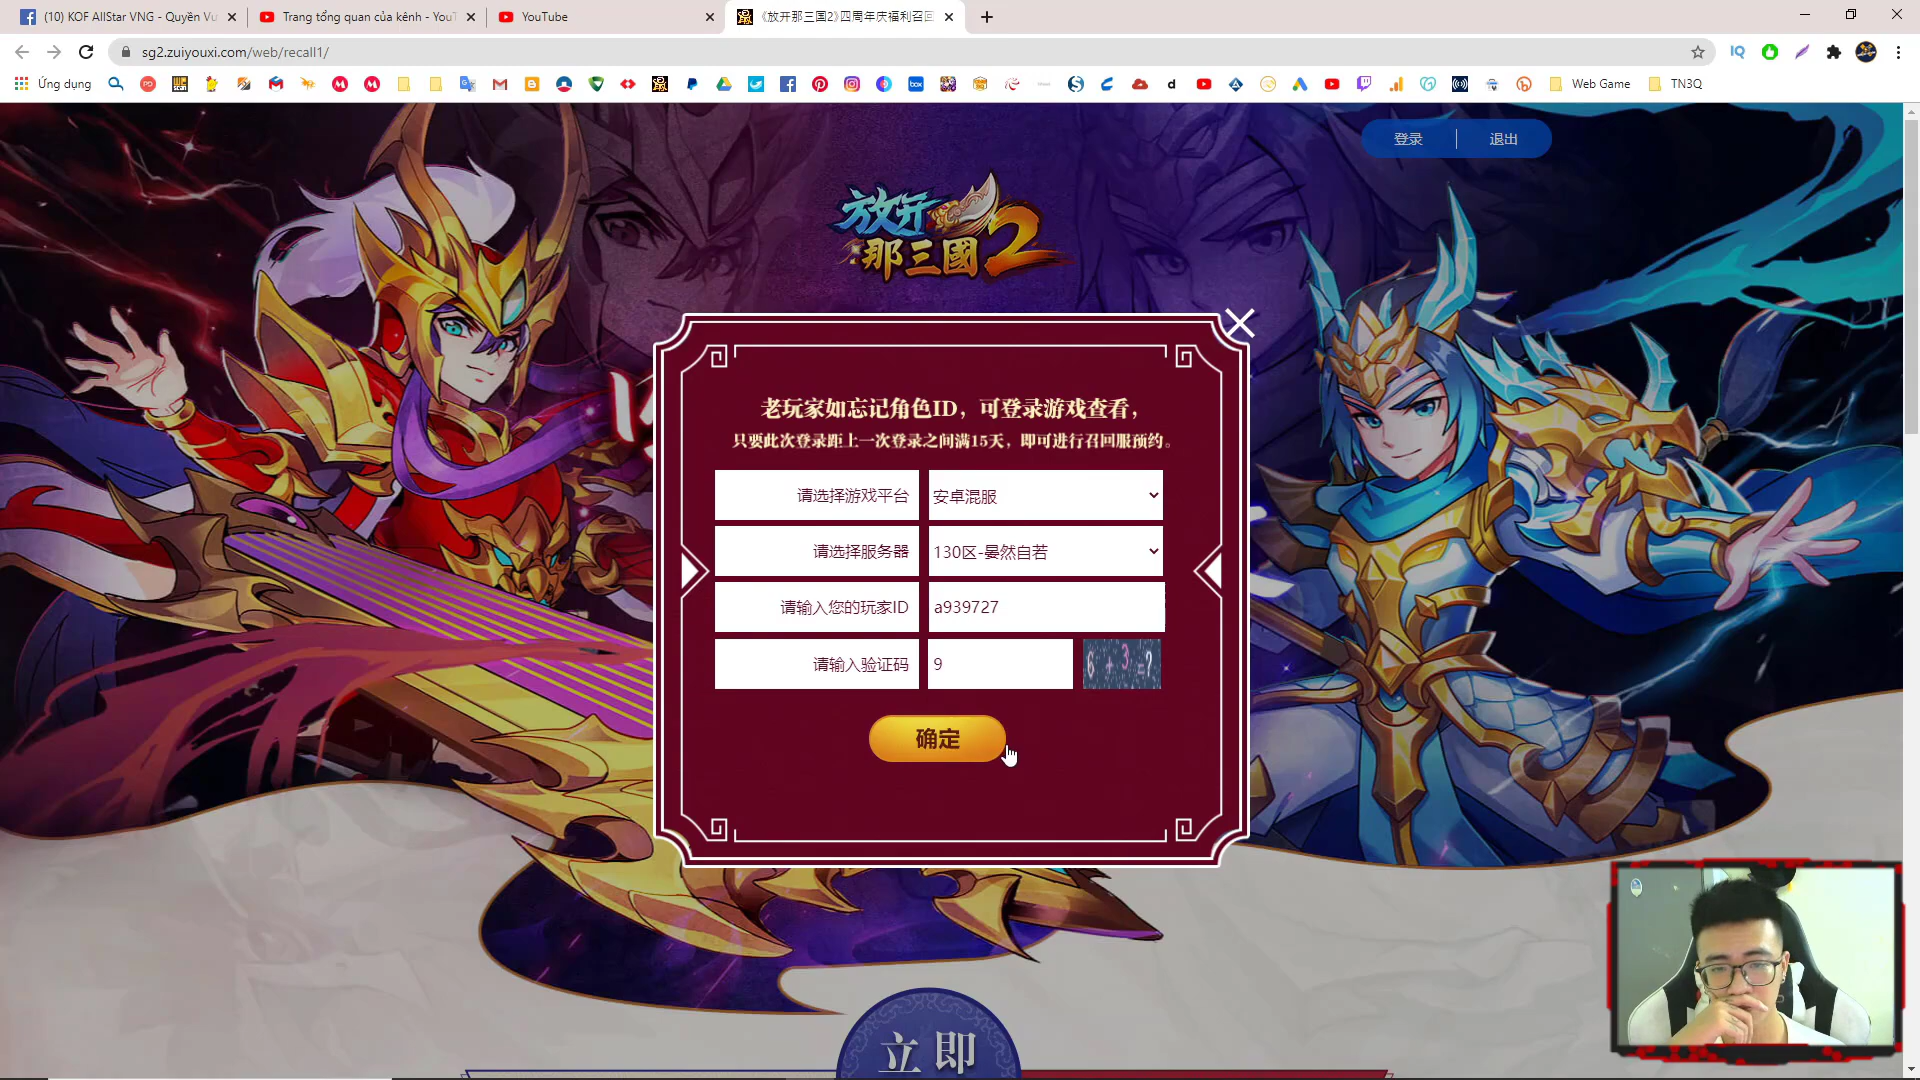 (10) KOF AllStar VNG - Quyền Vu
Trang tổng quan của kênh - YouT
YouTube
《放开那三国2》四周年庆福利召回
sg2.zuiyouxi.com/web/recall1/
Ứng dụng
Web Game
TN3Q
登录
退出
放开
那三國2
老玩家如忘记角色ID，可登录游戏查看，
只要此次登录距上一次登录之间满15天，即可进行召回服预约。
请选择游戏平台
安卓混服
请选择服务器
130区-晏然自若
请输入您的玩家ID
a939727
请输入验证码
9
6 + 3 =?
确定
立即